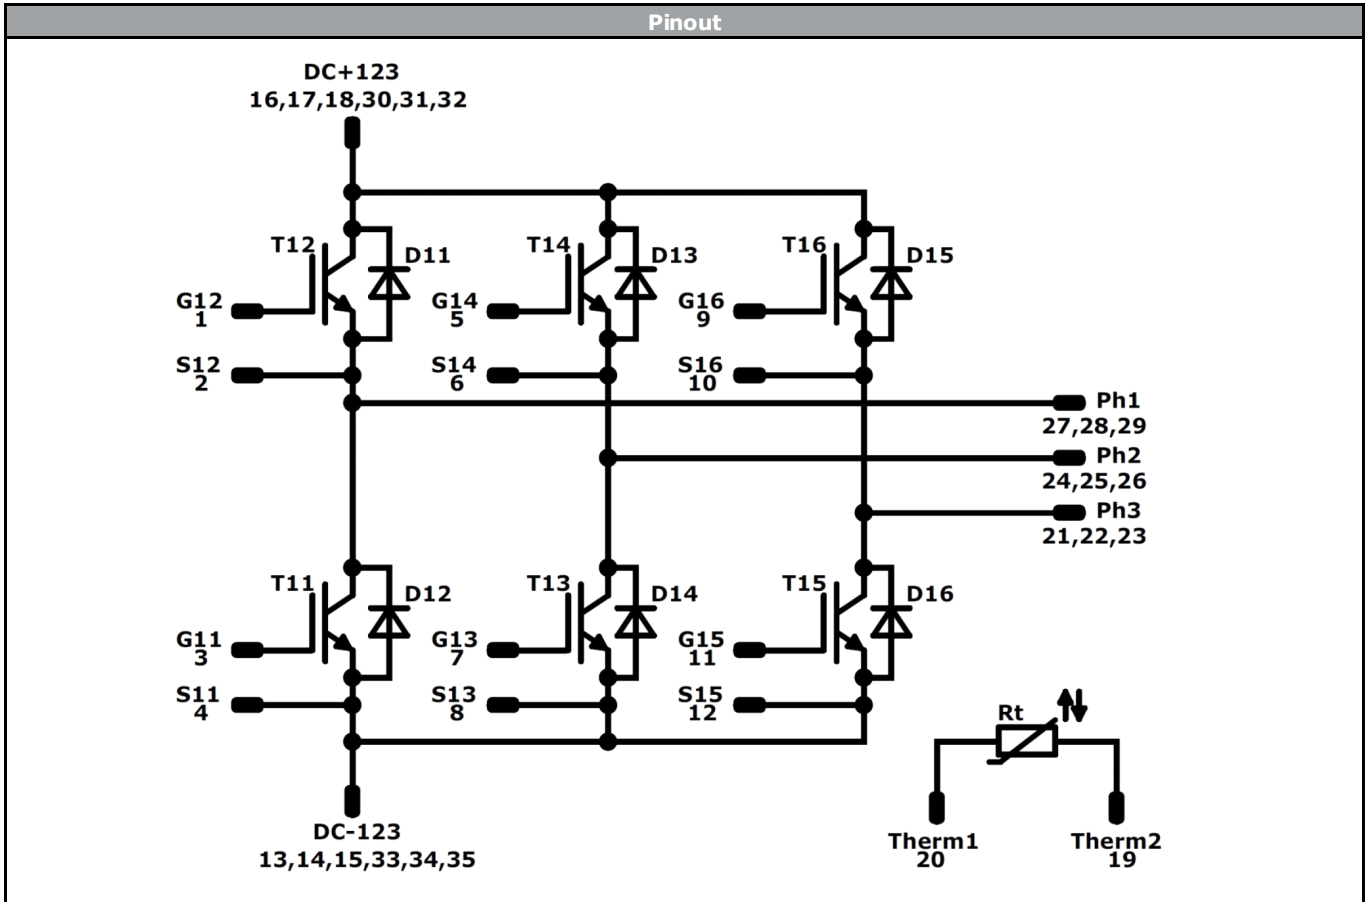 Pinout
DC+123
16,17,18,30,31,32
T12
D11
T14
D13
T16
D15
G12
1
G14
5
G16
9
S12
2
S14
6
S16
10
Ph1
27,28,29
Ph2
24,25,26
Ph3
21,22,23
T11
D12
T13
D14
T15
D16
G11
3
G13
7
G15
11
S11
4
S13
8
S15
12
Rt
DC-123
13,14,15,33,34,35
Therm1
20
Therm2
19